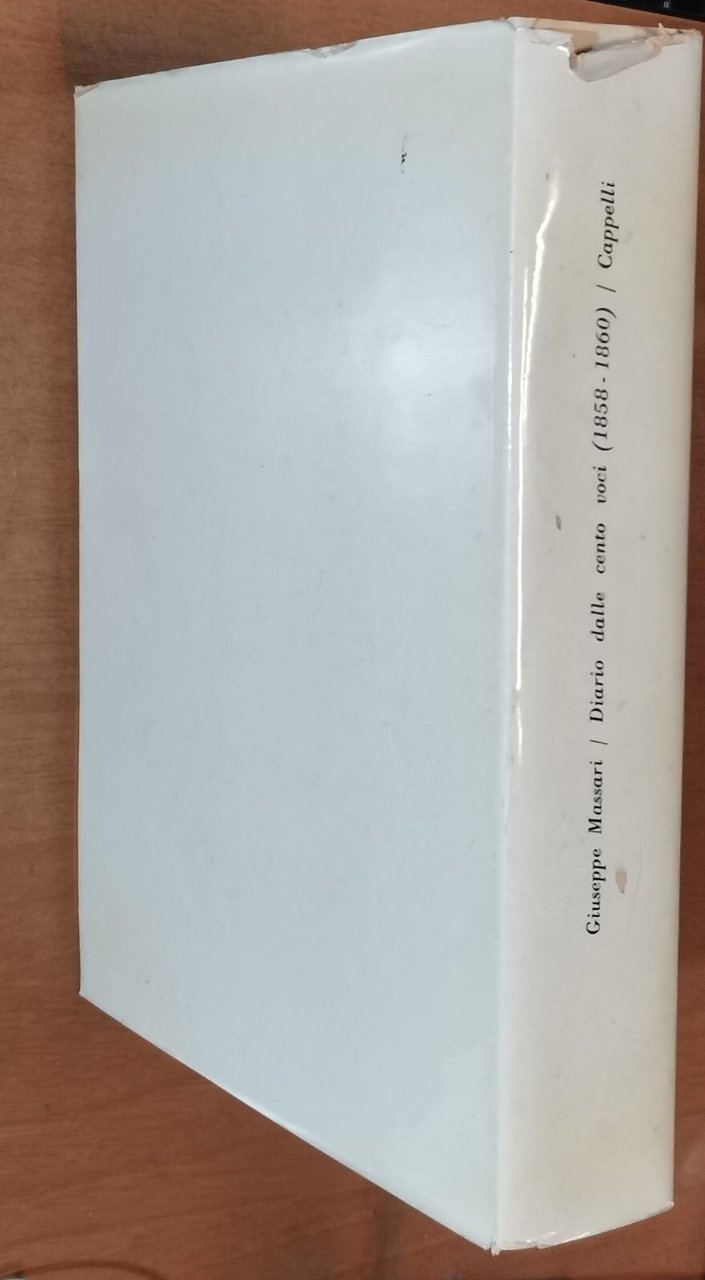 Giuseppe Massari / Diario dalle cento voci (1858-1860) / Cappelli